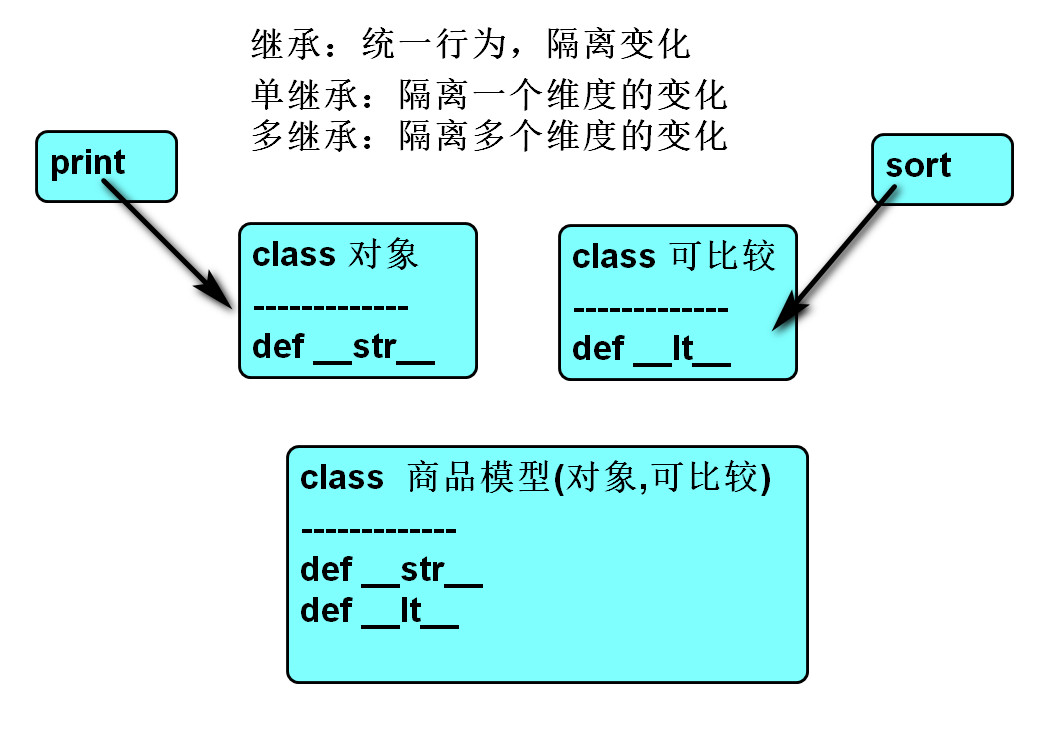 继承：统一行为，隔离变化
单继承：隔离一个维度的变化
多继承：隔离多个维度的变化
print
sort
class 对象
-------------
def __str__
class 可比较
-------------
def __lt__
class 商品模型(对象,可比较)
-------------
def __str__
def __lt__